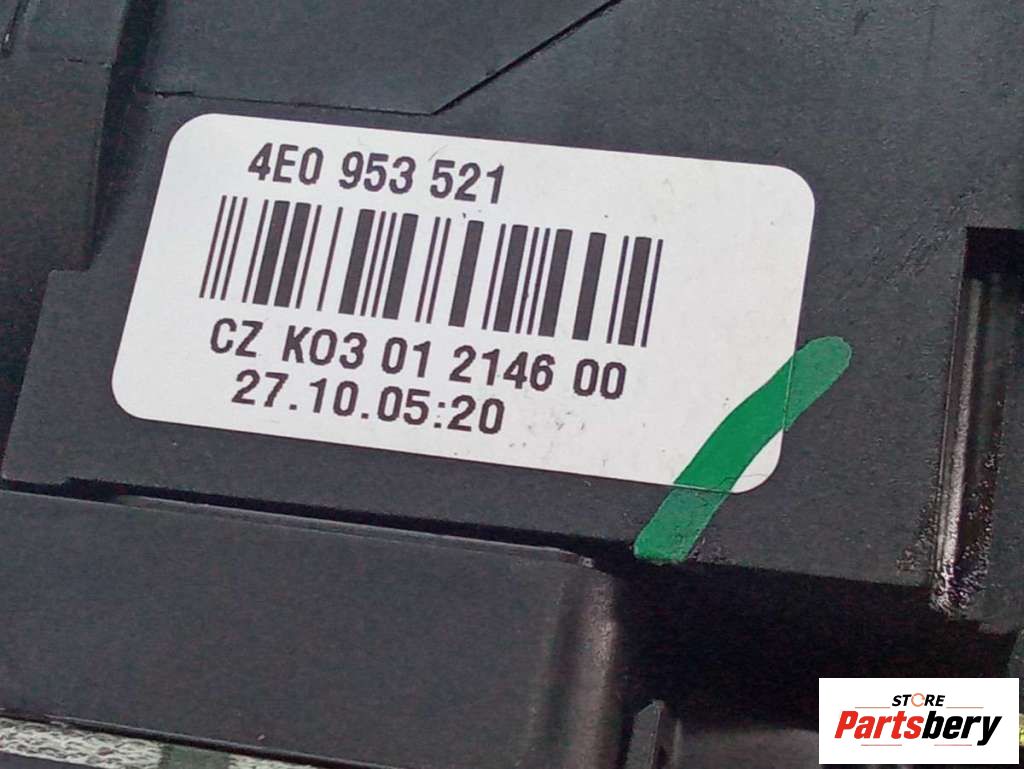 4E0 953 521
CZ K03 01 2146 00
27.10.05:20
STORE
Partsbery